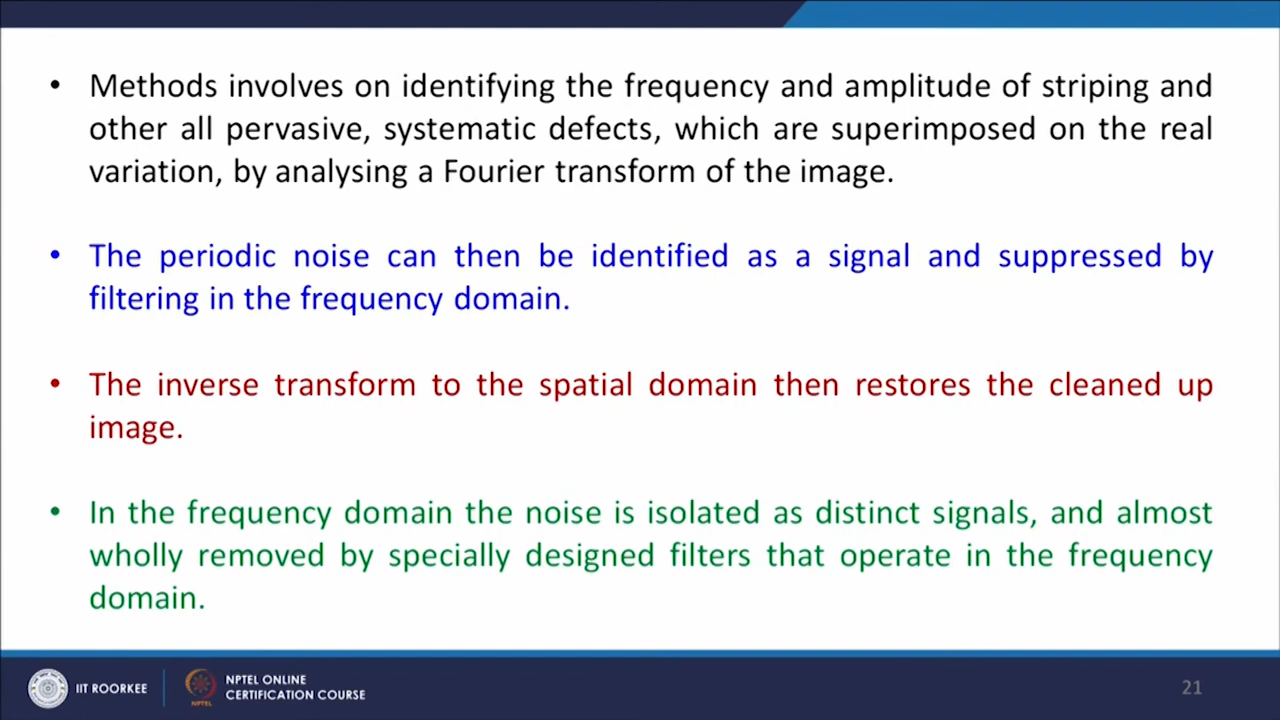 • Methods involves on identifying the frequency and amplitude of striping and
other all pervasive, systematic defects, which are superimposed on the real
variation, by analysing a Fourier transform of the image.
• The periodic noise can then be identified as a signal and suppressed by
filtering in the frequency domain.
• The inverse transform to the spatial domain then restores the cleaned up
image.
• In the frequency domain the noise is isolated as distinct signals, and almost
wholly removed by specially designed filters that operate in the frequency
domain.
IIT ROORKEE
NPTEL
NPTEL ONLINE
CERTIFICATION COURSE
21